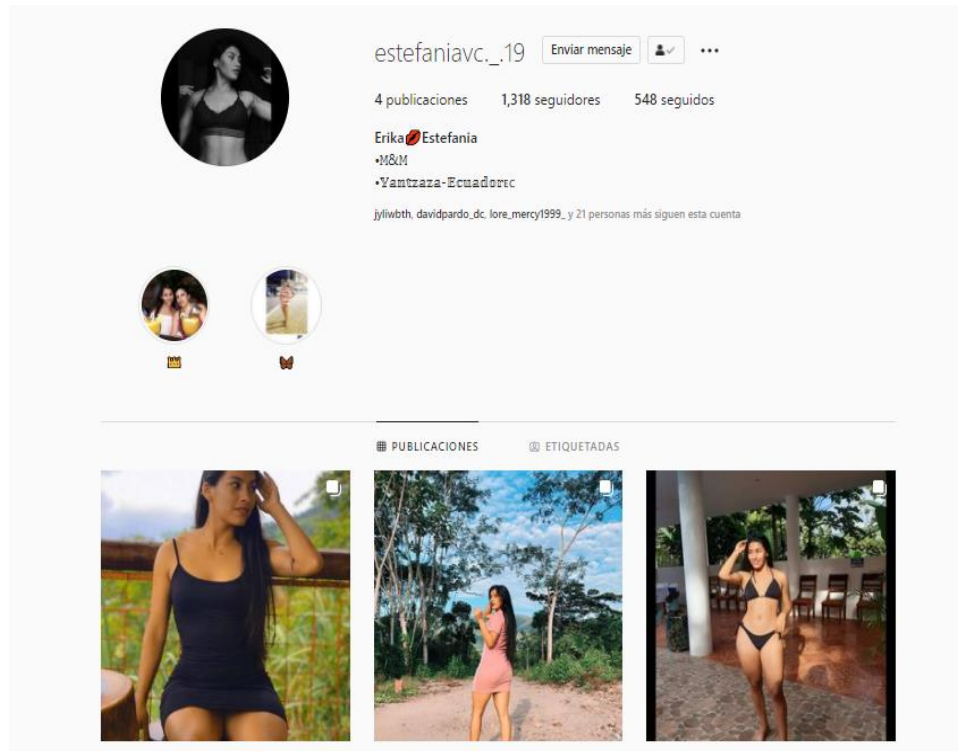 estefaniavc._.19 Enviar mensaje
4 publicaciones 1,318 seguidores 548 seguidos
Erika💋Estefania
•M&M
•𝕐𝕒𝕟𝕥𝕫𝕒𝕫𝕒-𝔼𝕔𝕦𝕒𝕕𝕠𝕣EC
jyliwbth, davidpardo_dc, lore_mercy1999_ y 21 personas más siguen esta cuenta
PUBLICACIONES ETIQUETADAS